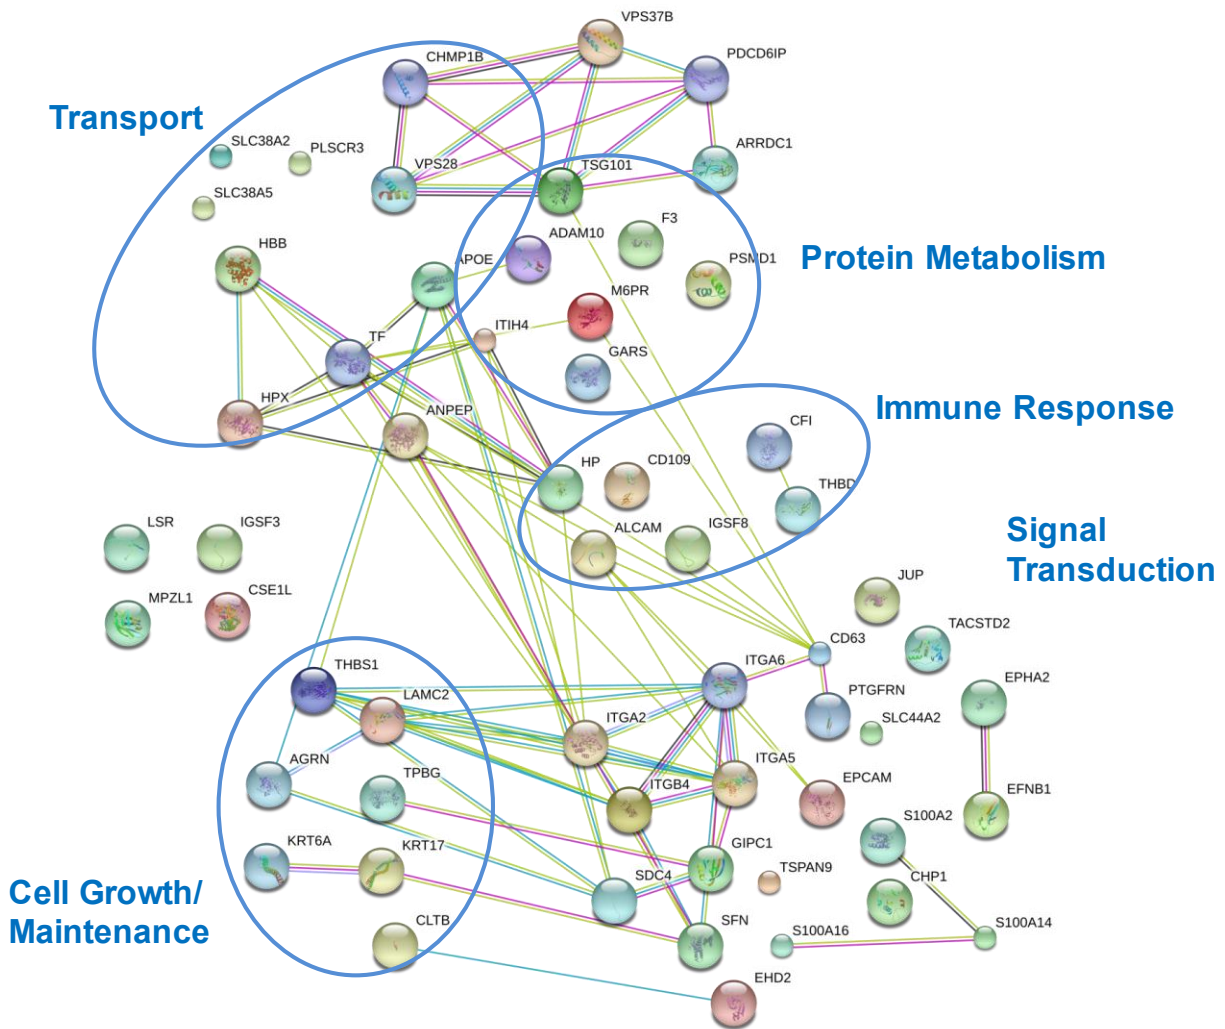 VPS37B
CHMP1B
PDCD6IP
Transport
SLC38A2
PLSCR3
ARRDC1
VPS28
TSG101
SLC38A5
F3
ADAM10
HBB
APOE
PSMD1
Protein Metabolism
M6PR
ITIH4
TF
GARS
HPX
ANPEP
Immune Response
CFI
HP
CD109
THBD
LSR
IGSF3
ALCAM
IGSF8
Signal
Transduction
JUP
MPZL1
CSE1L
TACSTD2
CD63
THBS1
ITGA6
EPHA2
LAMC2
PTGFRN
SLC44A2
ITGA2
AGRN
ITGA5
TPBG
ITGB4
EPCAM
EFNB1
S100A2
KRT6A
KRT17
GIPC1
TSPAN9
SDC4
CHP1
Cell Growth/
Maintenance
CLTB
SFN
S100A16
S100A14
EHD2